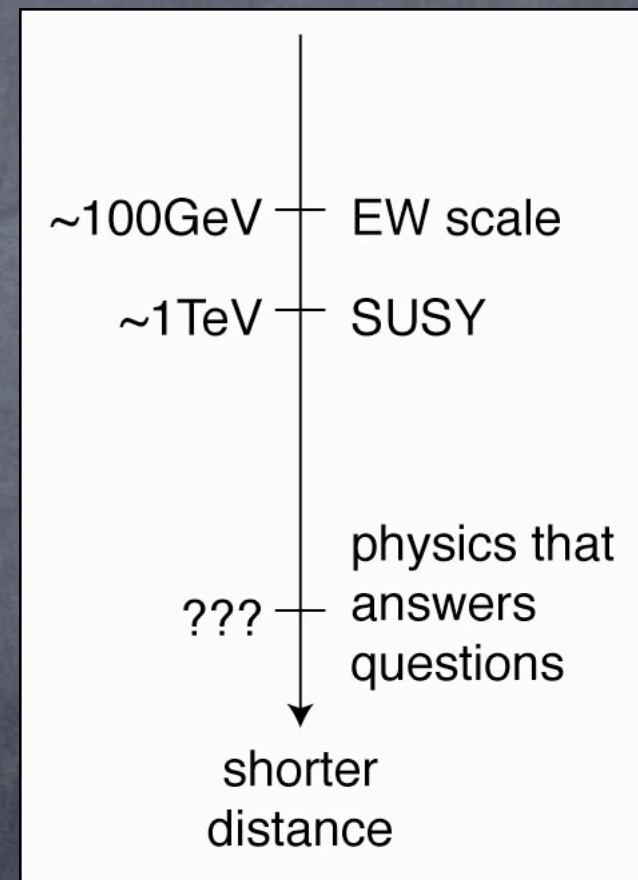 ~100GeV EW scale
~1TeV SUSY
physics that
??? answers
questions
shorter
distance